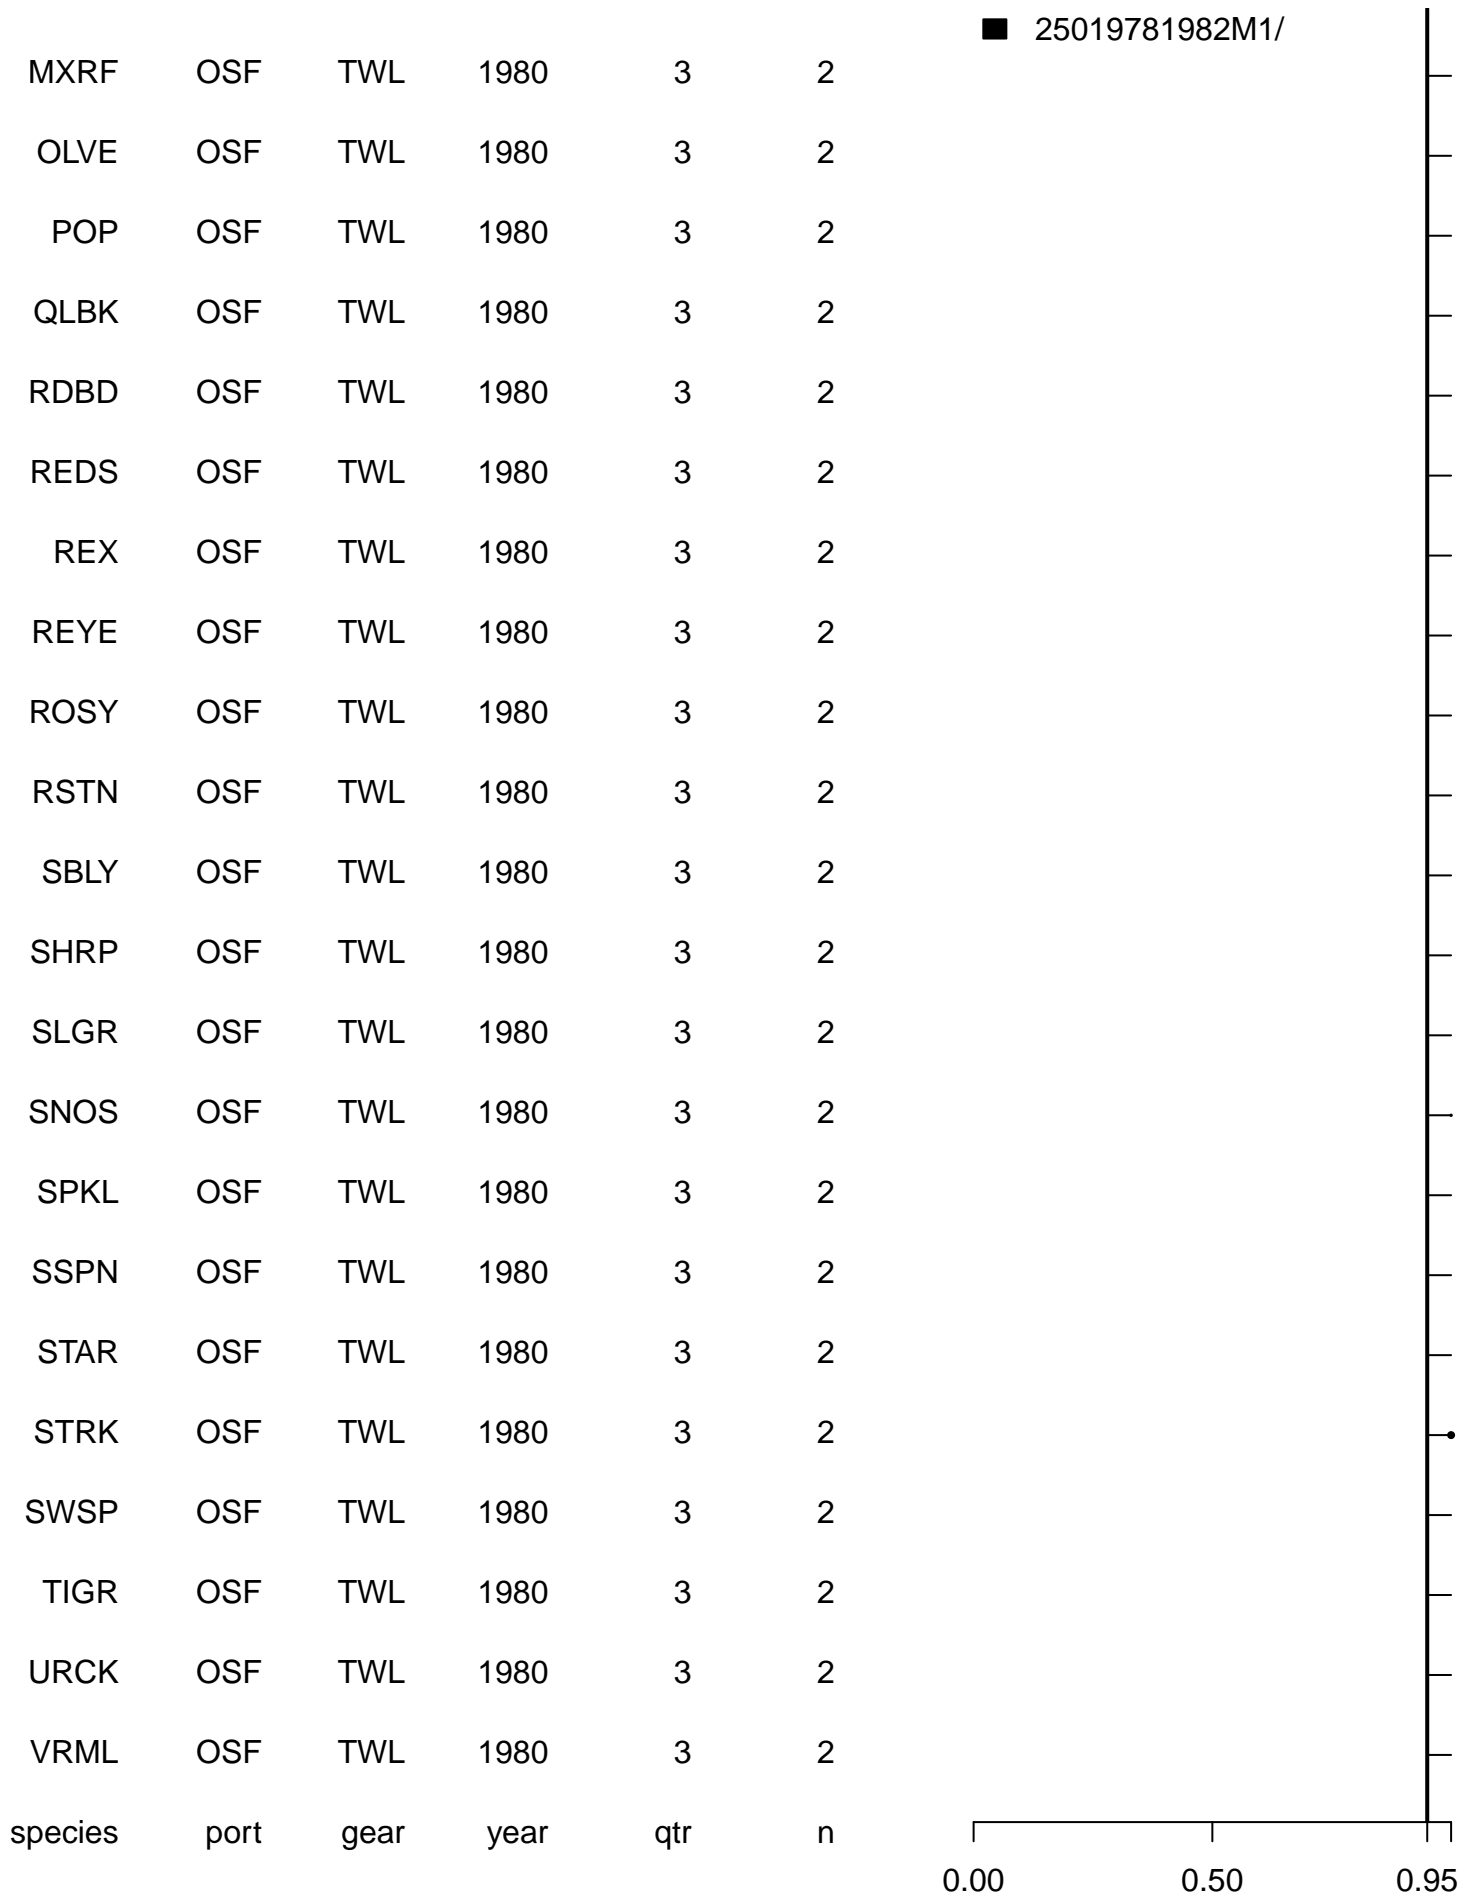 25019781982M1/
MXRF OSF TWL 1980 3 2
OLVE OSF TWL 1980 3 2
POP OSF TWL 1980 3 2
QLBK OSF TWL 1980 3 2
RDBD OSF TWL 1980 3 2
REDS OSF TWL 1980 3 2
REX OSF TWL 1980 3 2
REYE OSF TWL 1980 3 2
ROSY OSF TWL 1980 3 2
RSTN OSF TWL 1980 3 2
SBLY OSF TWL 1980 3 2
SHRP OSF TWL 1980 3 2
SLGR OSF TWL 1980 3 2
SNOS OSF TWL 1980 3 2
SPKL OSF TWL 1980 3 2
SSPN OSF TWL 1980 3 2
STAR OSF TWL 1980 3 2
STRK OSF TWL 1980 3 2
SWSP OSF TWL 1980 3 2
TIGR OSF TWL 1980 3 2
URCK OSF TWL 1980 3 2
VRML OSF TWL 1980 3 2
species port gear year qtr n
0.00 0.50 0.95